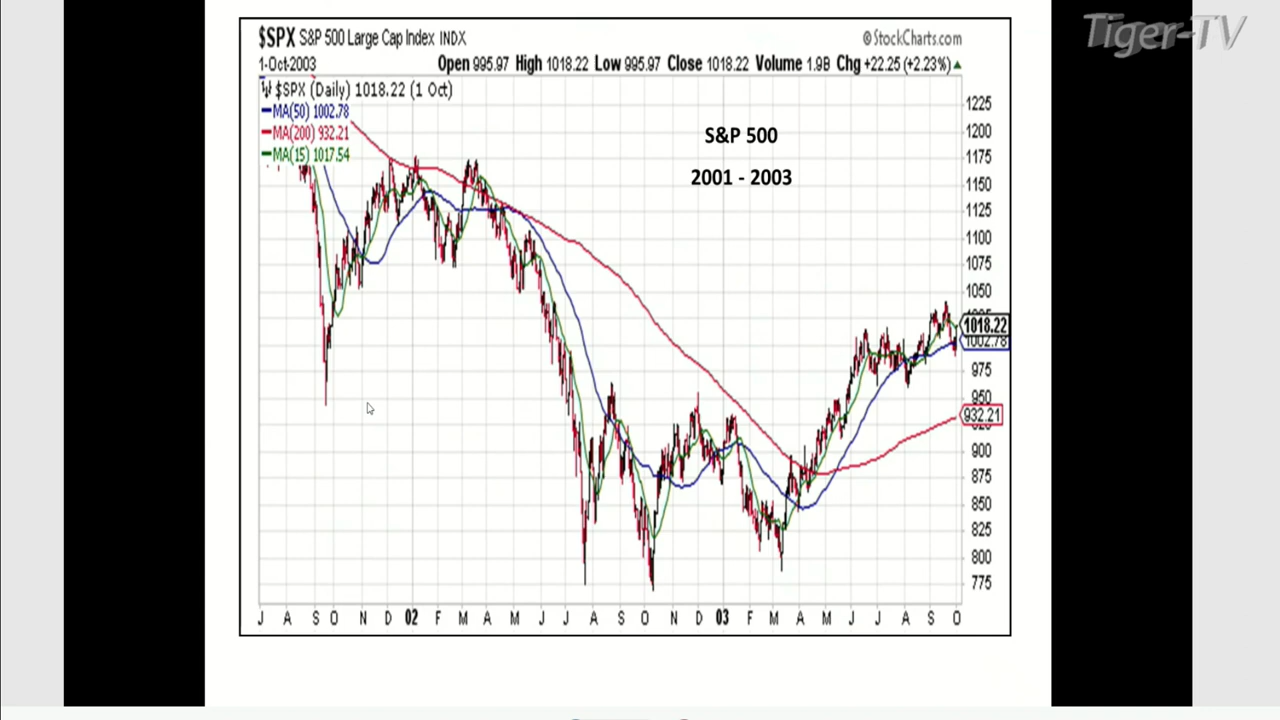 Tiger-TV
$SPX S&P 500 Large Cap Index INDX
© StockCharts.com
1-Oct-2003
Open 995.97 High 1018.22 Low 995.97 Close 1018.22 Volume 1.9B Chg +22.25 (+2.23%)
$SPX (Daily) 1018.22 (1 Oct)
MA(50) 1002.78
MA(200) 932.21
MA(15) 1017.54
S&P 500
2001 - 2003
1225
1200
1175
1150
1125
1100
1075
1050
1018.22
1002.78
975
950
932.21
900
875
850
825
800
775
J A S O N D 02 F M A M J J A S O N D 03 F M A M J J A S O